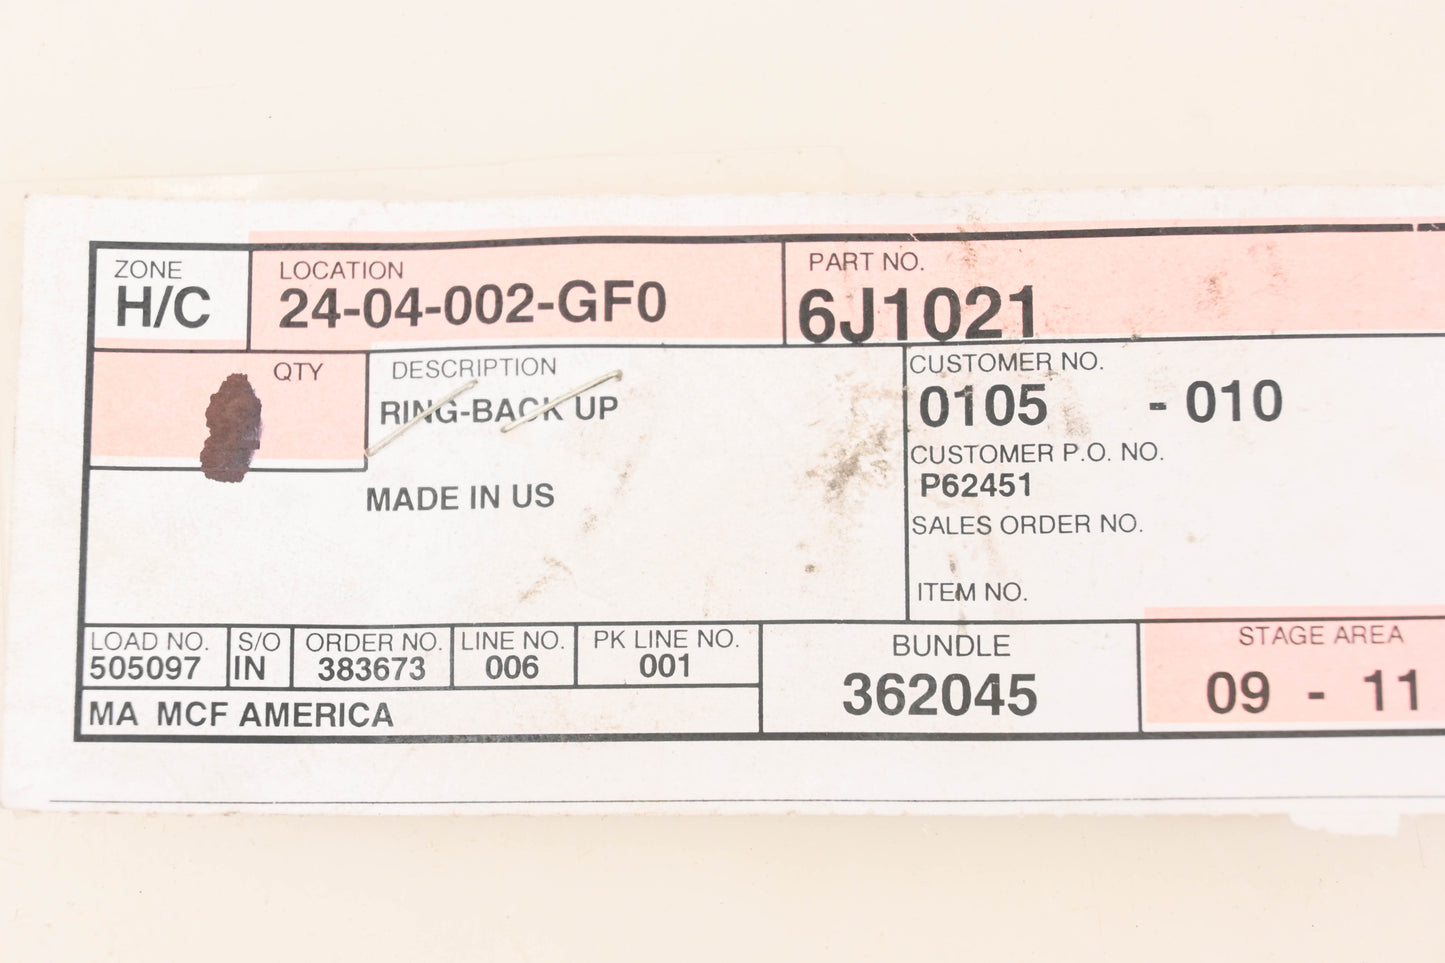 ZONE
H/C
LOCATION
24-04-002-GF0
PART NO.
6J1021
QTY
DESCRIPTION
RING-BACK UP
MADE IN US
CUSTOMER NO.
0105 - 010
CUSTOMER P.O. NO.
P62451
SALES ORDER NO.
ITEM NO.
LOAD NO.
505097
S/O
IN
ORDER NO.
383673
LINE NO.
006
PK LINE NO.
001
MA MCF AMERICA
BUNDLE
362045
STAGE AREA
09 - 11